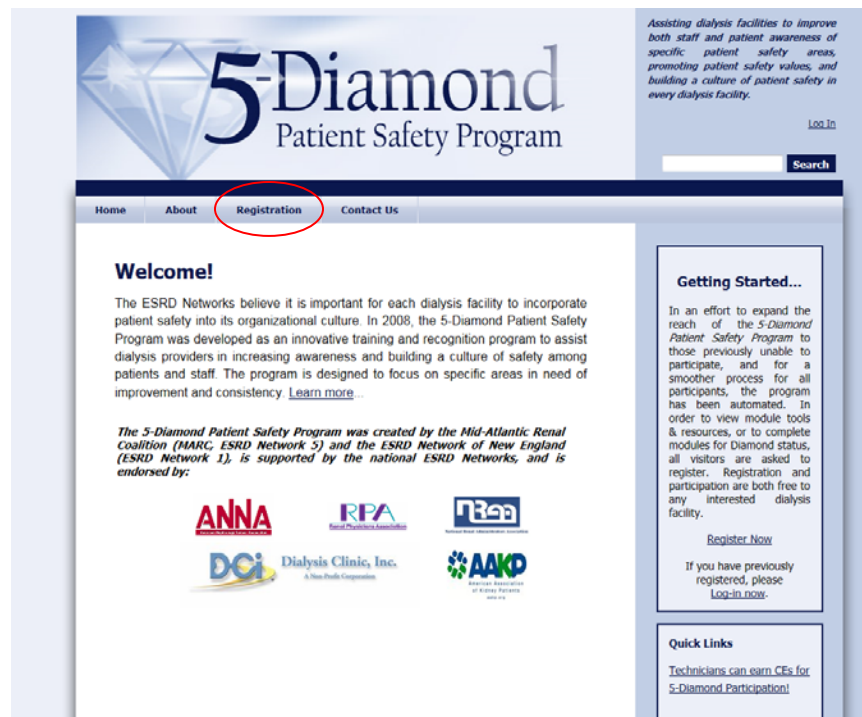 5-Diamond
Patient Safety Program
Assisting dialysis facilities to improve
both staff and patient awareness of
specific patient safety areas,
promoting patient safety values, and
building a culture of patient safety in
every dialysis facility.
Log In
Search
Home About Registration Contact Us
Welcome!
The ESRD Networks believe it is important for each dialysis facility to incorporate
patient safety into its organizational culture. In 2008, the 5-Diamond Patient Safety
Program was developed as an innovative training and recognition program to assist
dialysis providers in increasing awareness and building a culture of safety among
patients and staff. The program is designed to focus on specific areas in need of
improvement and consistency. Learn more...
The 5-Diamond Patient Safety Program was created by the Mid-Atlantic Renal
Coalition (MARC, ESRD Network 5) and the ESRD Network of New England
(ESRD Network 1), is supported by the national ESRD Networks, and is
endorsed by:
ANNA
RPA
Renal Physicians Association
DCi Dialysis Clinic, Inc.
A Non-Profit Corporation
AAKP
American Association
of Kidney Patients
Getting Started...
In an effort to expand the
reach of the 5-Diamond
Patient Safety Program to
those previously unable to
participate, and for a
smoother process for all
participants, the program
has been automated. In
order to view module tools
& resources, or to complete
modules for Diamond status,
all visitors are asked to
register. Registration and
participation are both free to
any interested dialysis
facility.
Register Now
If you have previously
registered, please
Log-in now.
Quick Links
Technicians can earn CEs for
5-Diamond Participation!